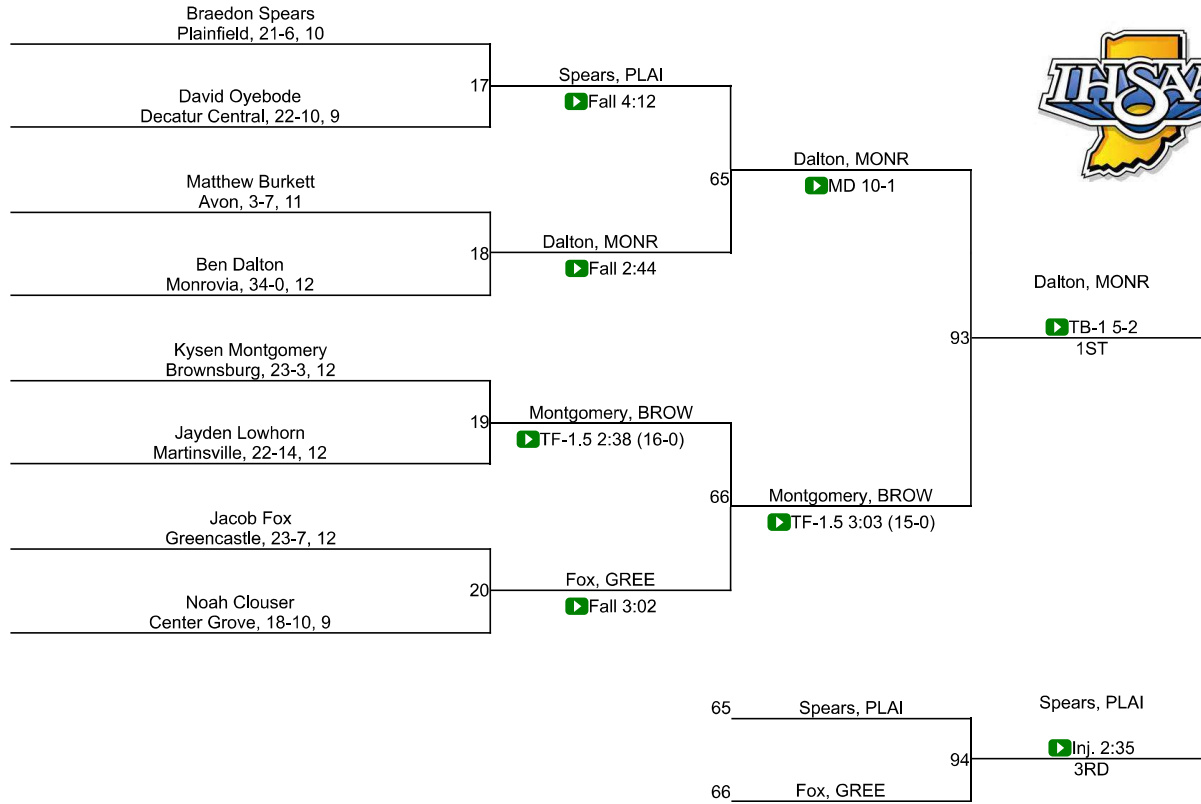 Braedon Spears
Plainfield, 21-6, 10
17
Spears, PLAI
Fall 4:12
David Oyebode
Decatur Central, 22-10, 9
IHSAA
65
Dalton, MONR
MD 10-1
Matthew Burkett
Avon, 3-7, 11
18
Dalton, MONR
Fall 2:44
Ben Dalton
Monrovia, 34-0, 12
Dalton, MONR
93
TB-1 5-2
1ST
Kysen Montgomery
Brownsburg, 23-3, 12
19
Montgomery, BROW
TF-1.5 2:38 (16-0)
Jayden Lowhorn
Martinsville, 22-14, 12
66
Montgomery, BROW
TF-1.5 3:03 (15-0)
Jacob Fox
Greencastle, 23-7, 12
20
Fox, GREE
Fall 3:02
Noah Clouser
Center Grove, 18-10, 9
65
Spears, PLAI
Spears, PLAI
94
Inj. 2:35
3RD
66
Fox, GREE